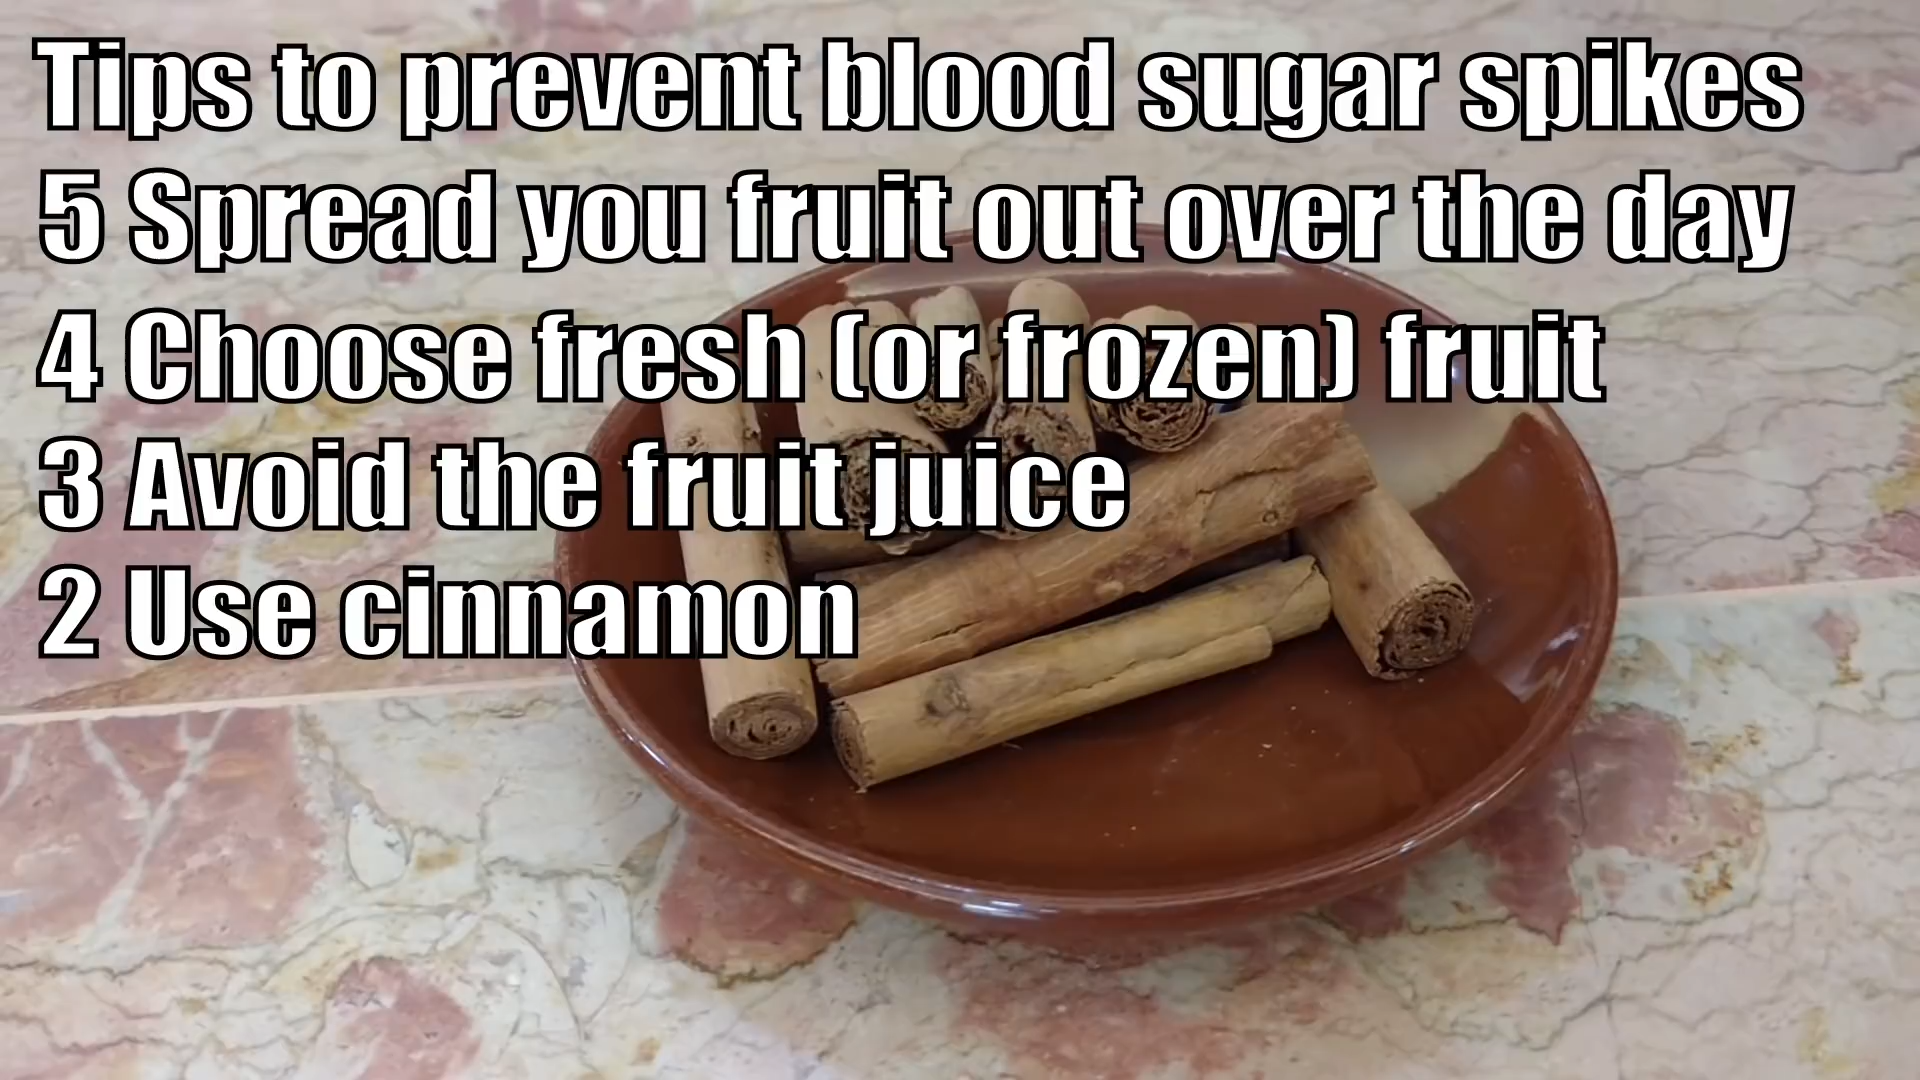 Tips to prevent blood sugar spikes
5 Spread you fruit out over the day
4 Choose fresh (or frozen) fruit
3 Avoid the fruit juice
2 Use cinnamon